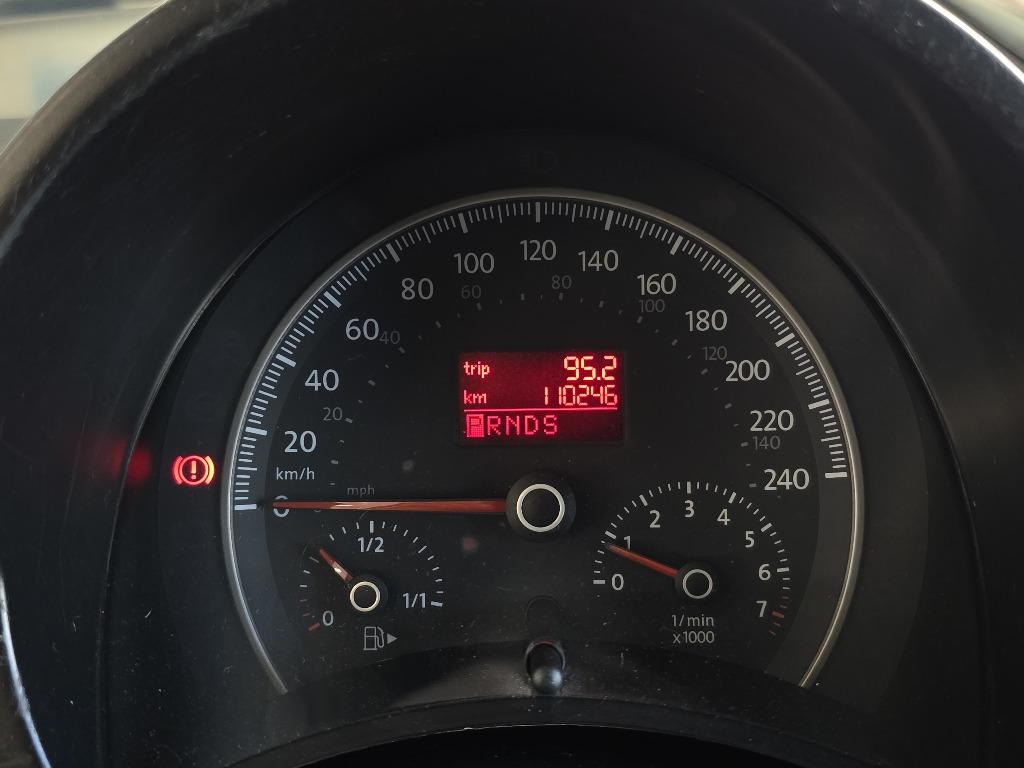 120
100 140
80 60 80 160
60 40 100 180
40 trip 95.2 120 200
20 km 110246 220
20 PRNDS 140
km/h 240
0 mph
1/2 1 2 3 4 5
0 1/1 0 6
7
1/min
x1000